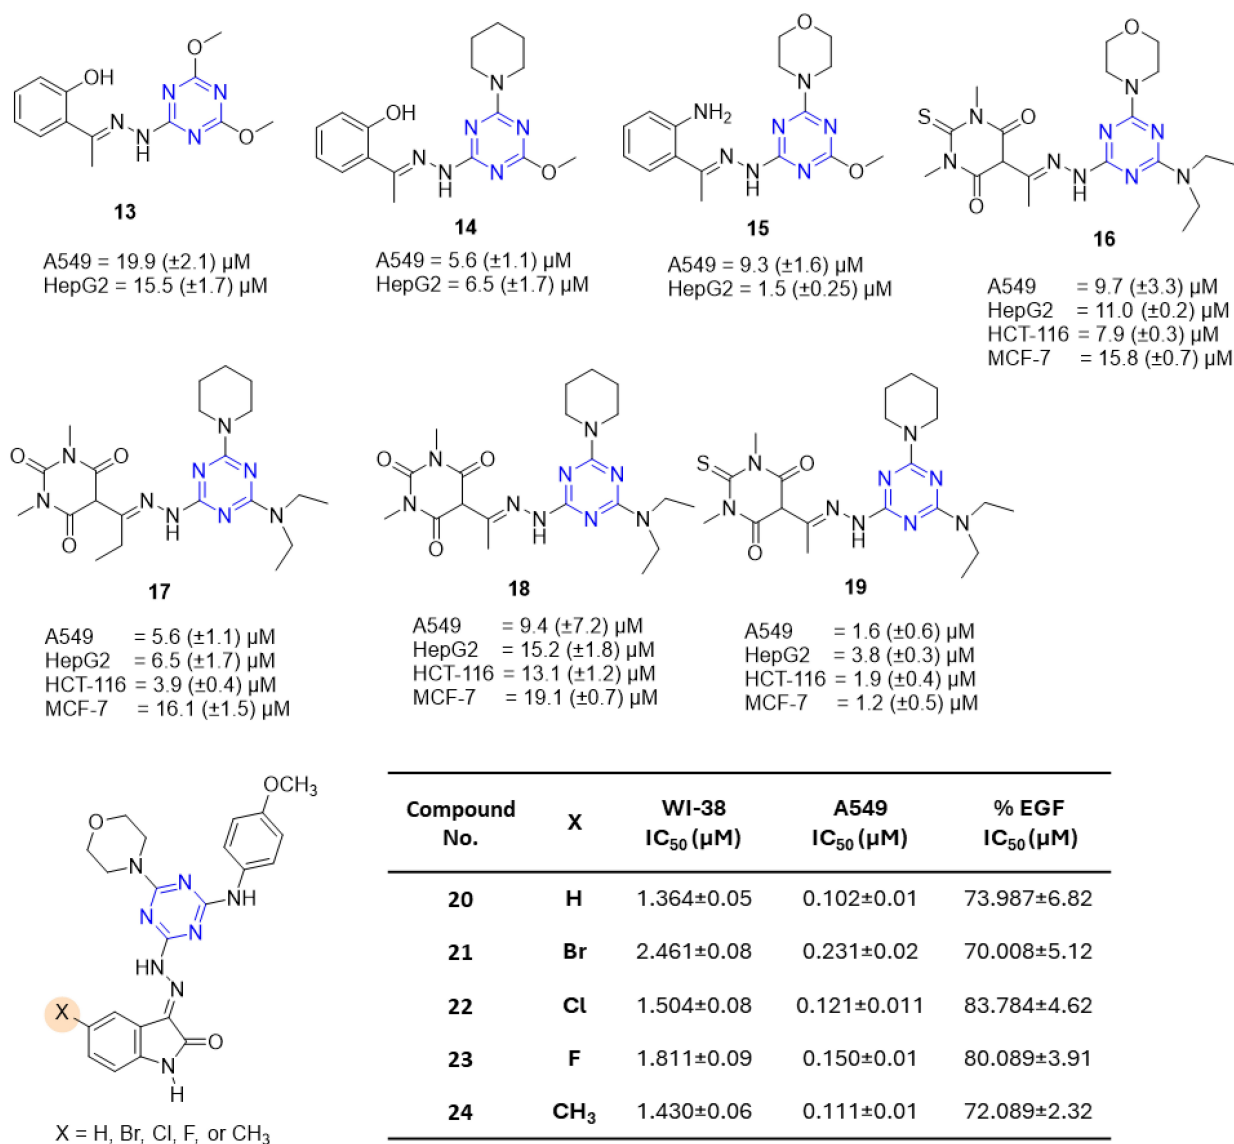 13
A549 = 19.9 (±2.1) µM
HepG2 = 15.5 (±1.7) µM
14
A549 = 5.6 (±1.1) µM
HepG2 = 6.5 (±1.7) µM
15
A549 = 9.3 (±1.6) µM
HepG2 = 1.5 (±0.25) µM
16
A549 = 9.7 (±3.3) µM
HepG2 = 11.0 (±0.2) µM
HCT-116 = 7.9 (±0.3) µM
MCF-7 = 15.8 (±0.7) µM
17
A549 = 5.6 (±1.1) µM
HepG2 = 6.5 (±1.7) µM
HCT-116 = 3.9 (±0.4) µM
MCF-7 = 16.1 (±1.5) µM
18
A549 = 9.4 (±7.2) µM
HepG2 = 15.2 (±1.8) µM
HCT-116 = 13.1 (±1.2) µM
MCF-7 = 19.1 (±0.7) µM
19
A549 = 1.6 (±0.6) µM
HepG2 = 3.8 (±0.3) µM
HCT-116 = 1.9 (±0.4) µM
MCF-7 = 1.2 (±0.5) µM
OCH₃
O
N
N N
NH
N N
HN
N
X
O
N
H
X = H, Br, Cl, F, or CH₃
Compound No. X WI-38 IC₅₀ (µM) A549 IC₅₀ (µM) % EGF IC₅₀ (µM)
20 H 1.364±0.05 0.102±0.01 73.987±6.82
21 Br 2.461±0.08 0.231±0.02 70.008±5.12
22 Cl 1.504±0.08 0.121±0.011 83.784±4.62
23 F 1.811±0.09 0.150±0.01 80.089±3.91
24 CH₃ 1.430±0.06 0.111±0.01 72.089±2.32